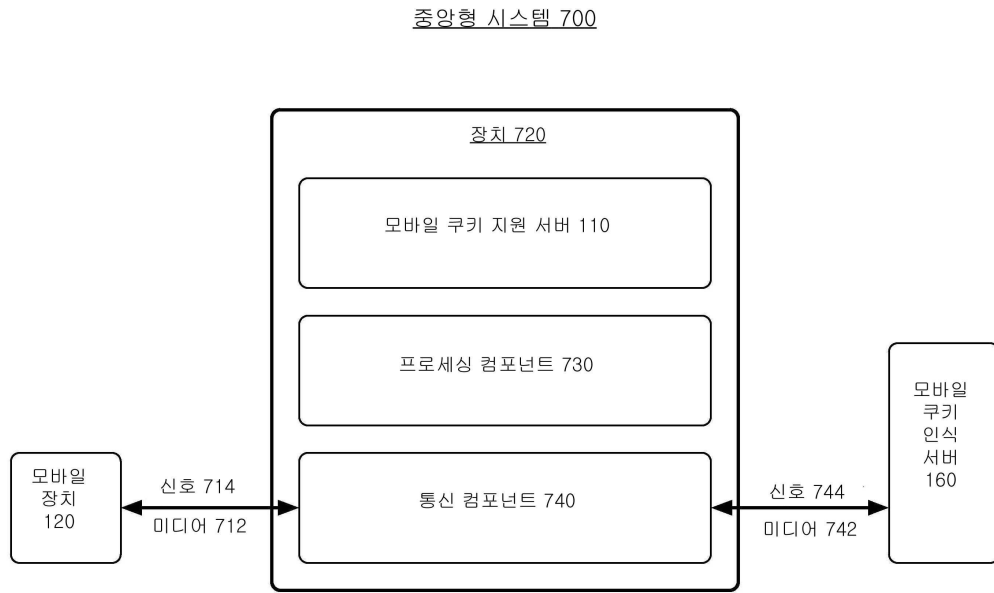 중앙형 시스템 700
장치 720
모바일 쿠키 지원 서버 110
프로세싱 컴포넌트 730
통신 컴포넌트 740
모바일
장치
120
신호 714
미디어 712
신호 744
미디어 742
모바일
쿠키
인식
서버
160